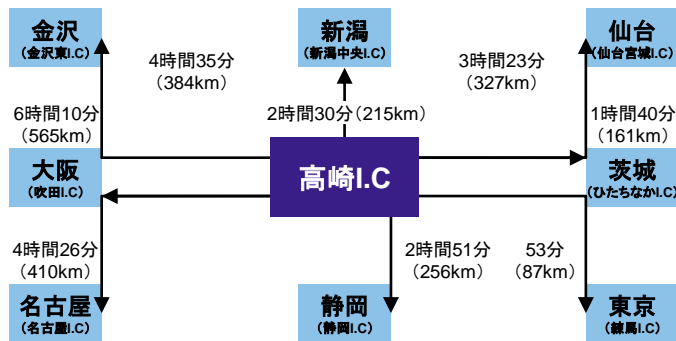 金沢
(金沢東I.C)
新潟
(新潟中央I.C)
仙台
(仙台宮城I.C)
4時間35分
(384km)
3時間23分
(327km)
6時間10分
(565km)
2時間30分(215km)
1時間40分
(161km)
大阪
(吹田I.C)
高崎I.C
茨城
(ひたちなかI.C)
4時間26分
(410km)
2時間51分
(256km)
53分
(87km)
名古屋
(名古屋I.C)
静岡
(静岡I.C)
東京
(練馬I.C)